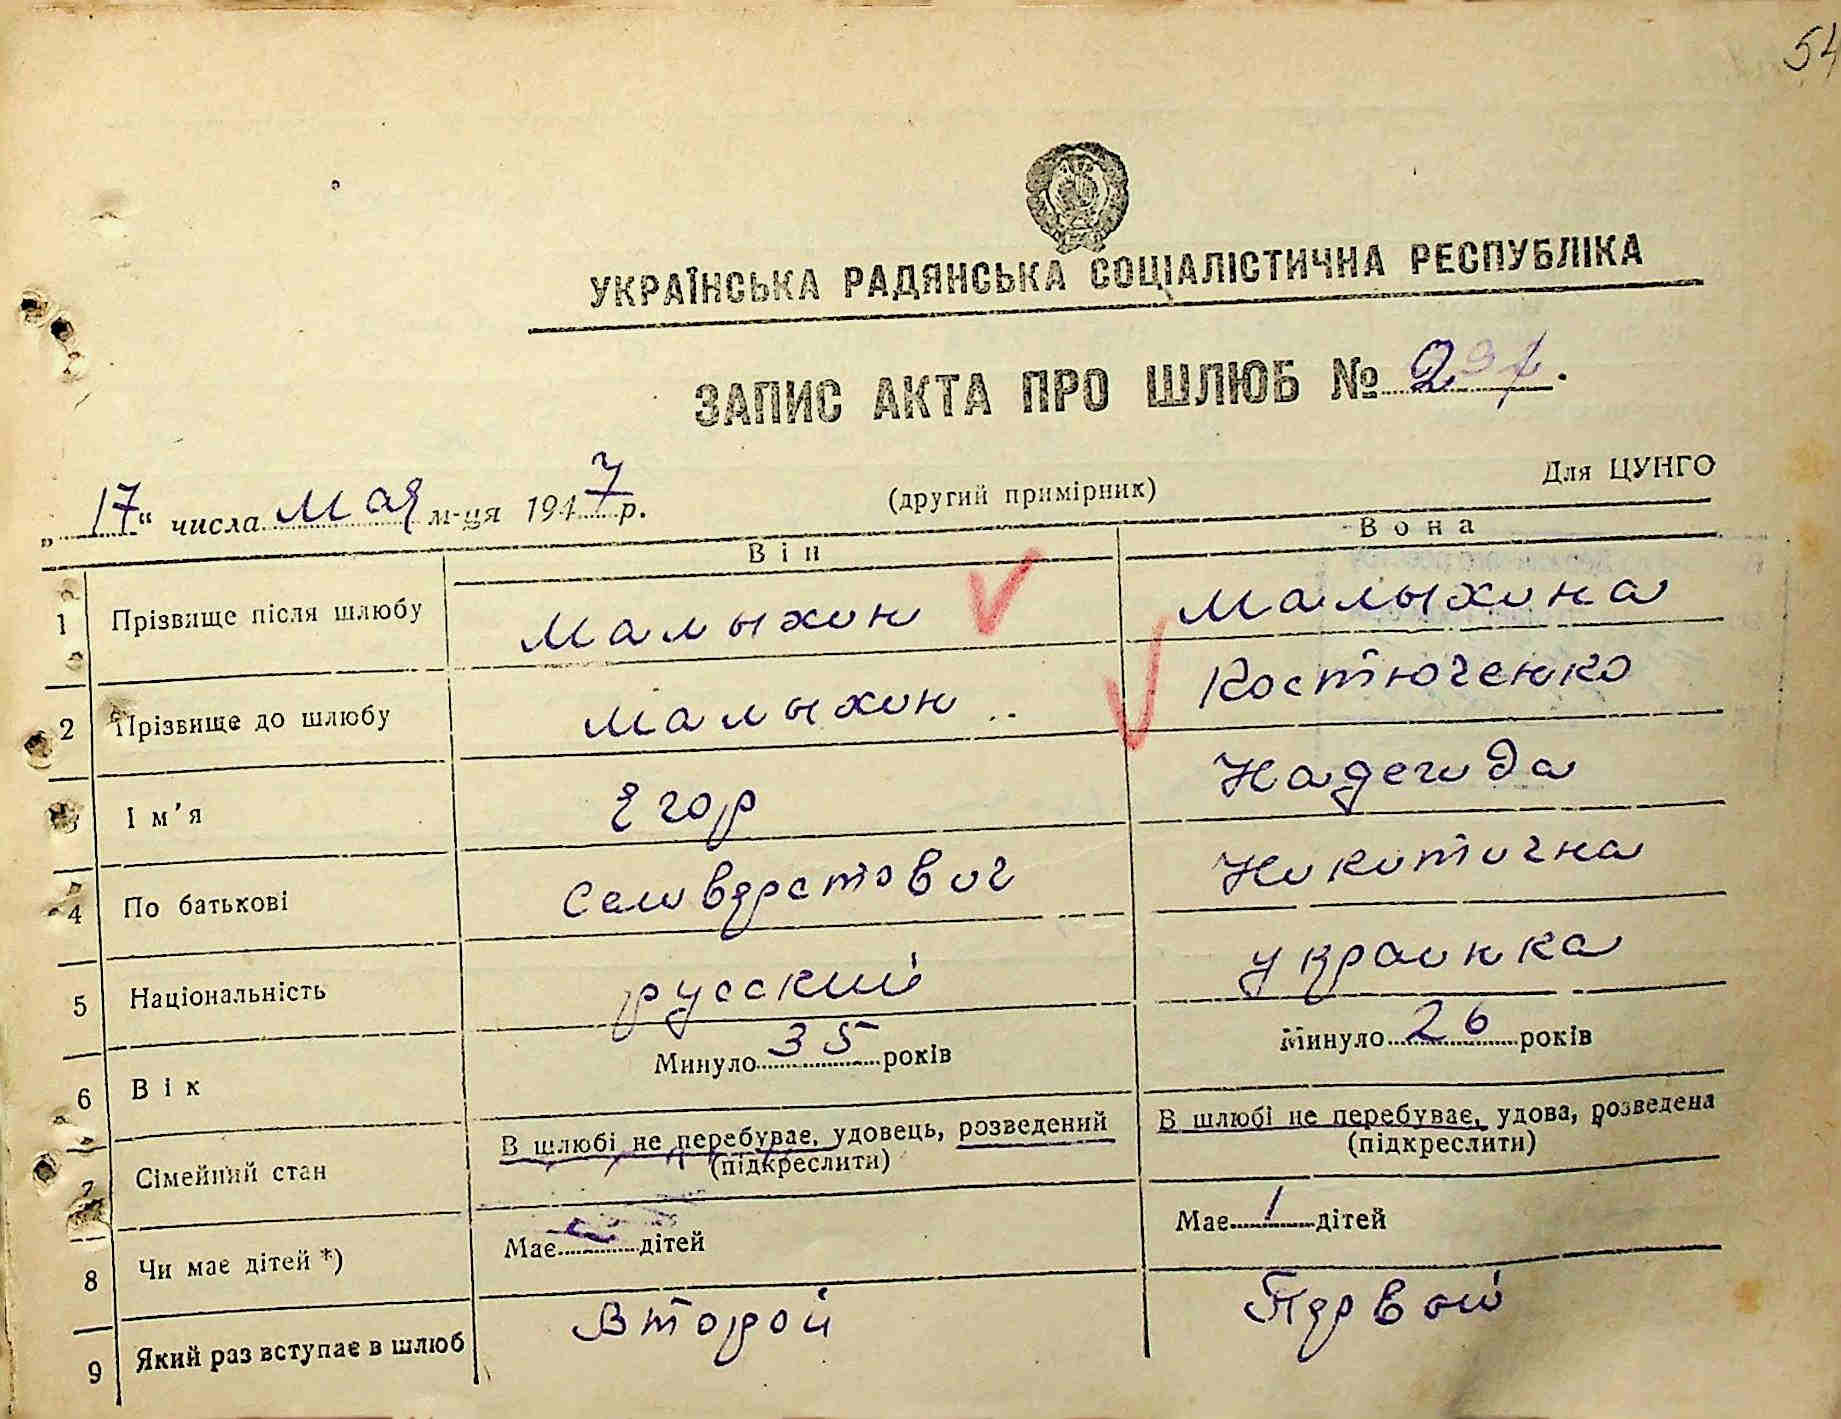 54
УКРАЇНСЬКА РАДЯНСЬКА СОЦІАЛІСТИЧНА РЕСПУБЛІКА
ЗАПИС АКТА ПРО ШЛЮБ №
„17“ числа Мая м-ця 1947 р. (другий примірник) Для ЦУНГО
Він Вона
1 Прізвище після шлюбу Малыхин Малыхина
2 Прізвище до шлюбу Малыхин Костюченко
Ім’я Егор Надежда
4 По батькові Селиверстович Никитична
5 Національність русский украинка
6 Вік Минуло 35 років Минуло 26 років
7 Сімейний стан В шлюбі не перебуває, удовець, розведений В шлюбі не перебуває, удова, розведена
(підкреслити) (підкреслити)
8 Чи має дітей *) Має дітей Має 1 дітей
9 Який раз вступає в шлюб Второй Первый